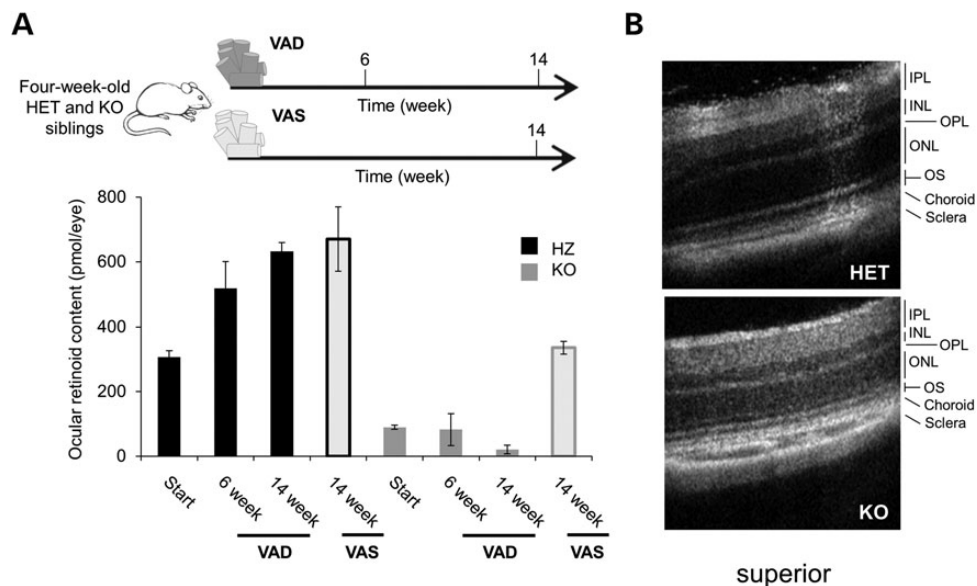 A
VAD
6
14
Time (week)
Four-week-old
HET and KO
siblings
VAS
14
Time (week)
Ocular retinoid content (pmol/eye)
800
600
400
200
0
HZ
KO
Start
6 week
14 week
14 week
Start
6 week
14 week
14 week
VAD
VAS
VAD
VAS
B
IPL
INL
OPL
ONL
OS
Choroid
Sclera
HET
IPL
INL
OPL
ONL
OS
Choroid
Sclera
KO
superior